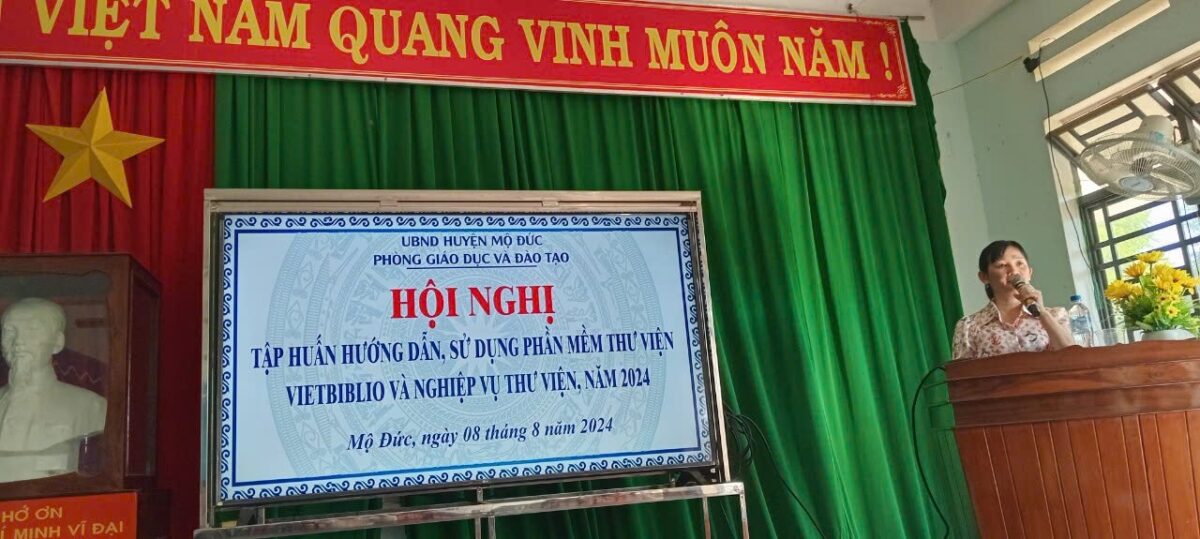 VIỆT NAM QUANG VINH MUÔN NĂM !
UBND HUYỆN MỘ ĐỨC
PHÒNG GIÁO DỤC VÀ ĐÀO TẠO
HỘI NGHỊ
TẬP HUẤN HƯỚNG DẪN, SỬ DỤNG PHẦN MỀM THƯ VIỆN
VIETBIBLIO VÀ NGHIỆP VỤ THƯ VIỆN, NĂM 2024
Mộ Đức, ngày 08 tháng 8 năm 2024
ƠN
MINH VĨ ĐẠI